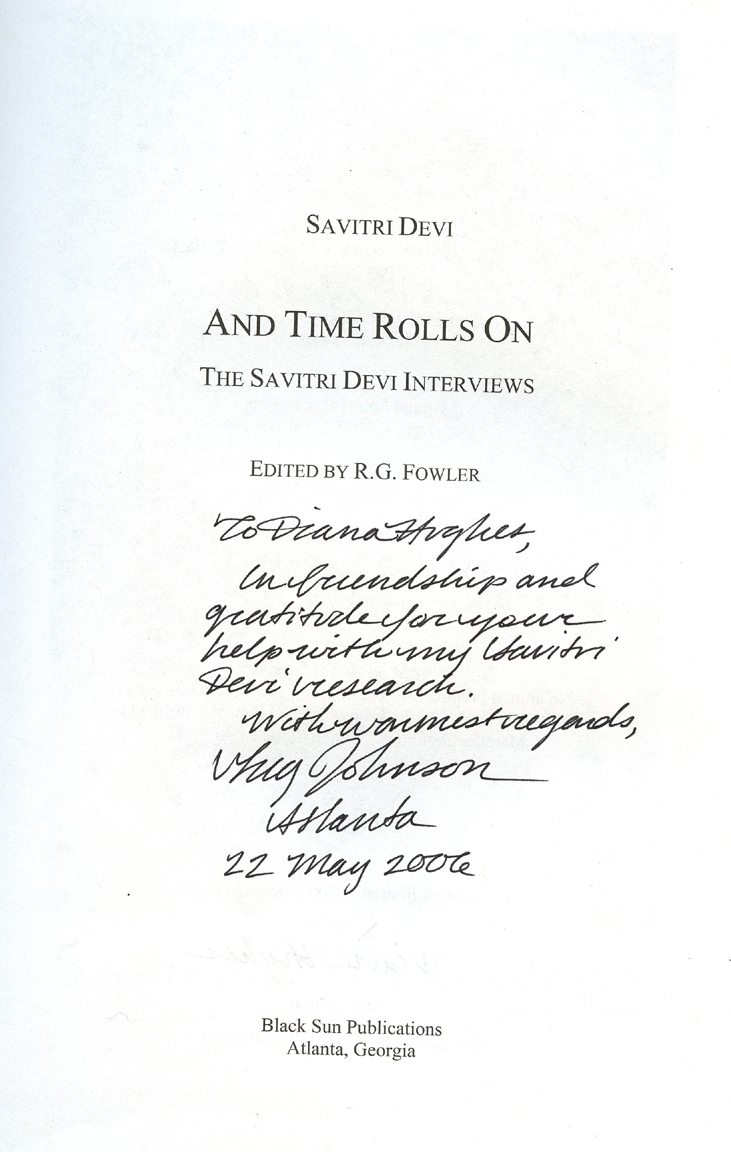 SAVITRI DEVI
AND TIME ROLLS ON
THE SAVITRI DEVI INTERVIEWS
EDITED BY R.G. FOWLER
To Diana Hughes,
In friendship and
gratitude for your
help with my Savitri
Devi research.
With warmest regards,
Greg Johnson
Atlanta
22 May 2006
Black Sun Publications
Atlanta, Georgia